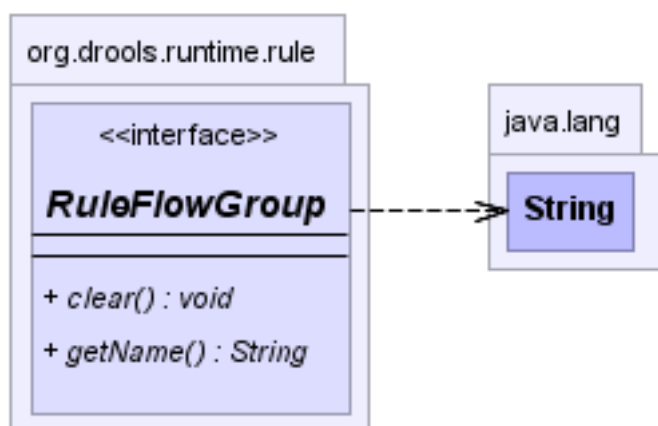 org.drools.runtime.rule
<<interface>>
RuleFlowGroup
+ clear() : void
+ getName() : String
java.lang
String